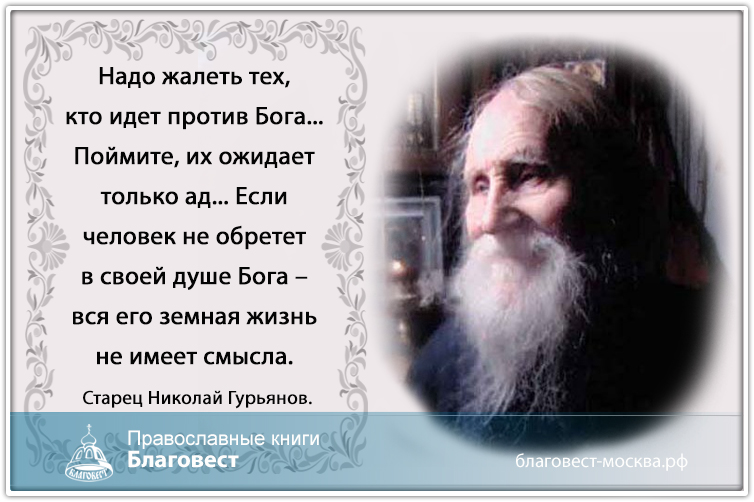 Надо жалеть тех,
кто идет против Бога...
Поймите, их ожидает
только ад... Если
человек не обретет
в своей душе Бога –
вся его земная жизнь
не имеет смысла.
Старец Николай Гурьянов.
БЛАГОВЕСТ
Православные книги
Благовест
благовест-москва.рф